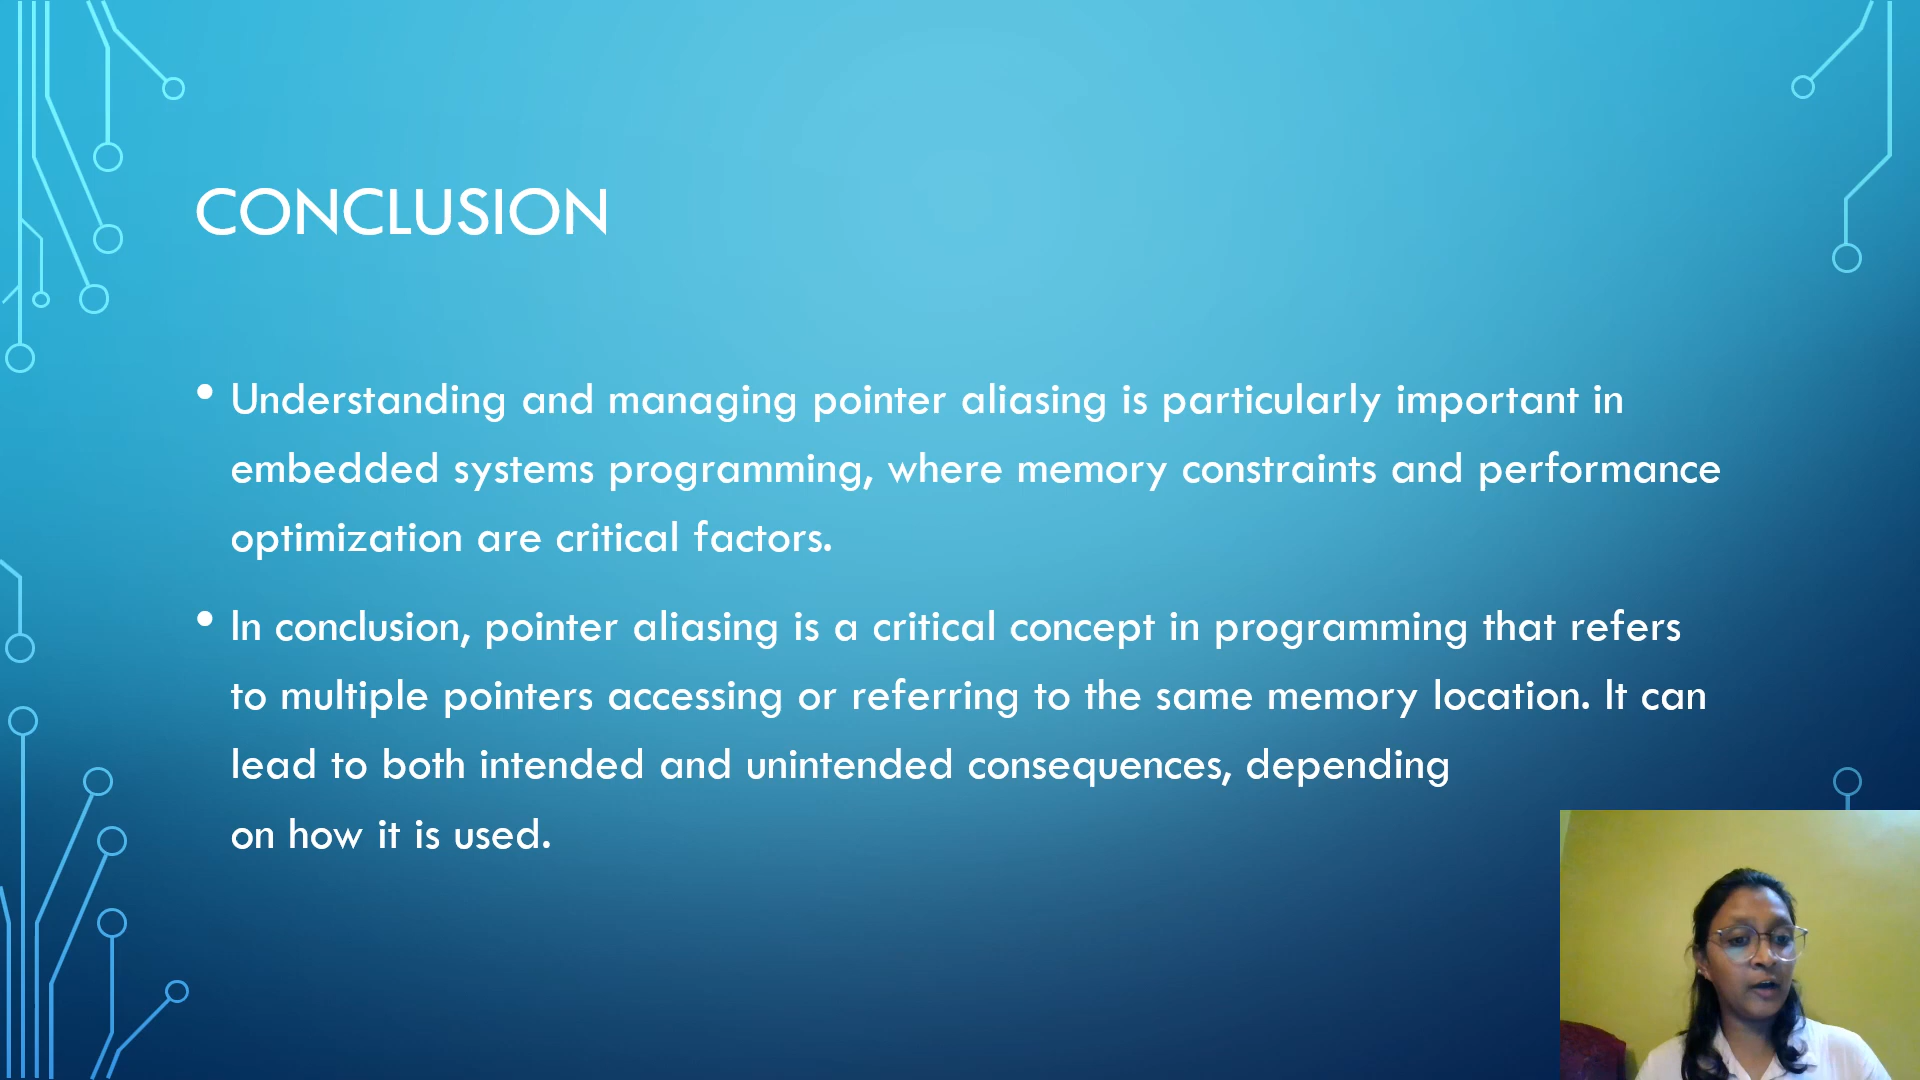 CONCLUSION
• Understanding and managing pointer aliasing is particularly important in
embedded systems programming, where memory constraints and performance
optimization are critical factors.
• In conclusion, pointer aliasing is a critical concept in programming that refers
to multiple pointers accessing or referring to the same memory location. It can
lead to both intended and unintended consequences, depending
on how it is used.